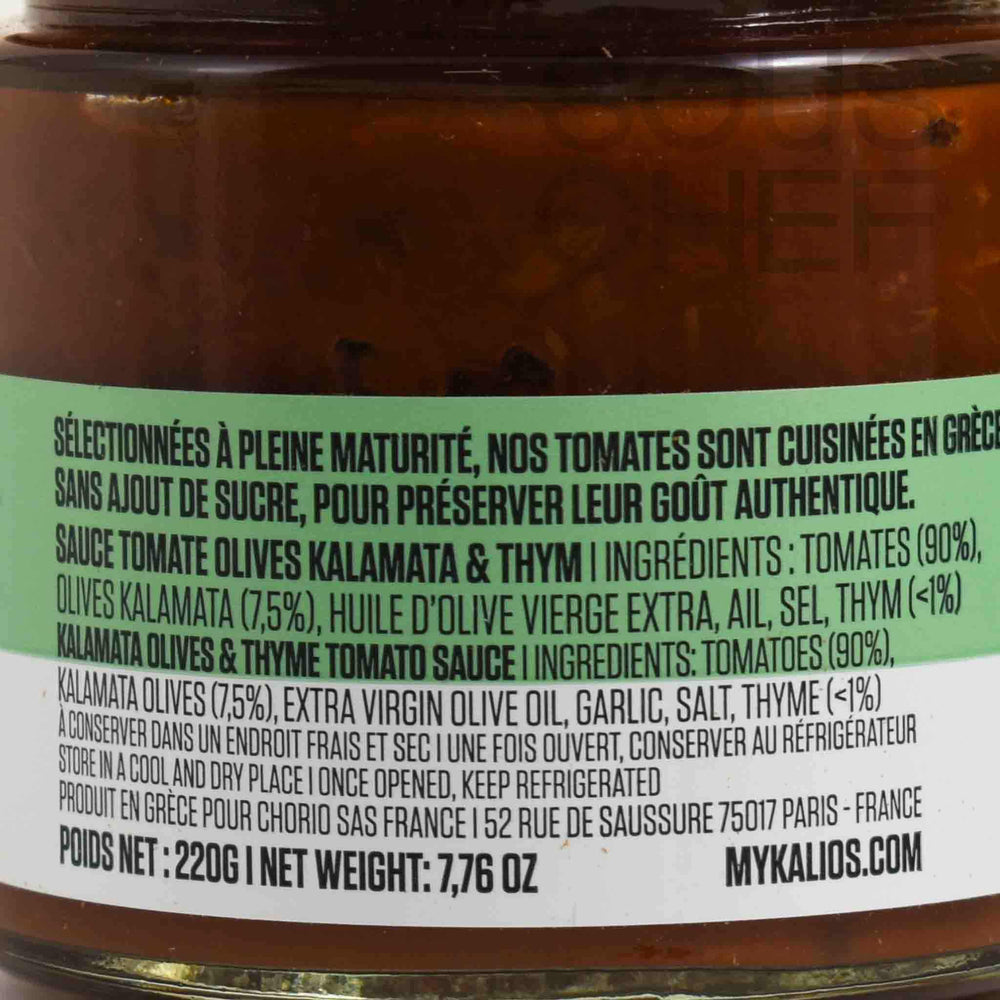 SOUS
CHEF
SÉLECTIONNÉES À PLEINE MATURITÉ, NOS TOMATES SONT CUISINÉES EN GRÈCE
SANS AJOUT DE SUCRE, POUR PRÉSERVER LEUR GOÛT AUTHENTIQUE.
SAUCE TOMATE OLIVES KALAMATA & THYM | INGRÉDIENTS : TOMATES (90%),
OLIVES KALAMATA (7,5%), HUILE D'OLIVE VIERGE EXTRA, AIL, SEL, THYM (<1%)
KALAMATA OLIVES & THYME TOMATO SAUCE | INGREDIENTS: TOMATOES (90%),
KALAMATA OLIVES (7,5%), EXTRA VIRGIN OLIVE OIL, GARLIC, SALT, THYME (<1%)
À CONSERVER DANS UN ENDROIT FRAIS ET SEC | UNE FOIS OUVERT, CONSERVER AU RÉFRIGÉRATEUR
STORE IN A COOL AND DRY PLACE | ONCE OPENED, KEEP REFRIGERATED
PRODUIT EN GRÈCE POUR CHORIO SAS FRANCE | 52 RUE DE SAUSSURE 75017 PARIS - FRANCE
POIDS NET : 220G | NET WEIGHT: 7,76 OZ
MYKALIOS.COM